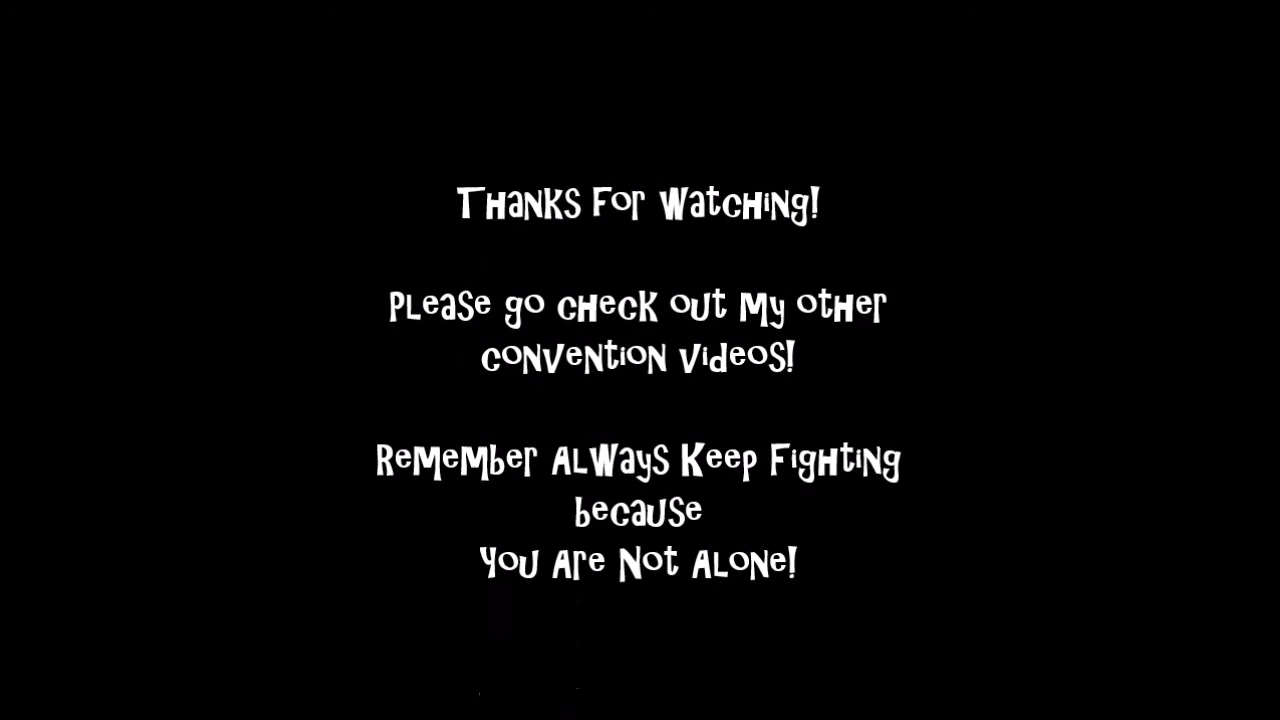 Thanks For Watching!
Please go check out my other
convention videos!
Remember Always Keep Fighting
because
You Are Not Alone!